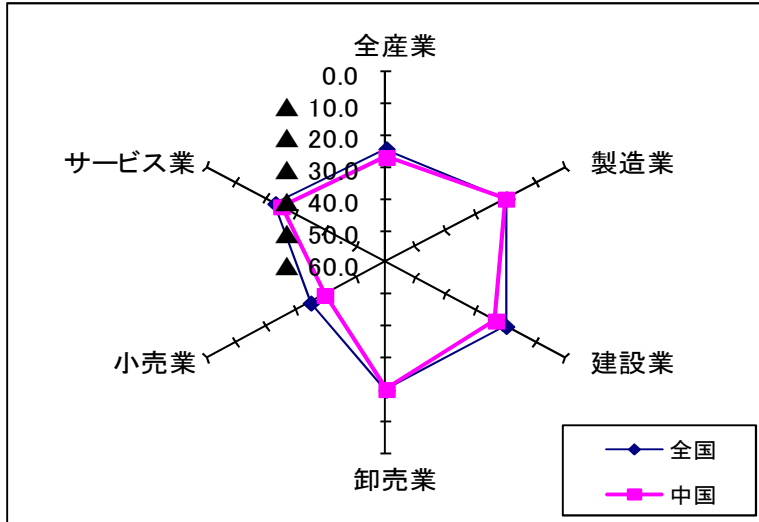 全産業
0.0
▲ 10.0
▲ 20.0
▲ 30.0
▲ 40.0
▲ 50.0
▲ 60.0
サービス業
製造業
小売業
建設業
卸売業
全国
中国